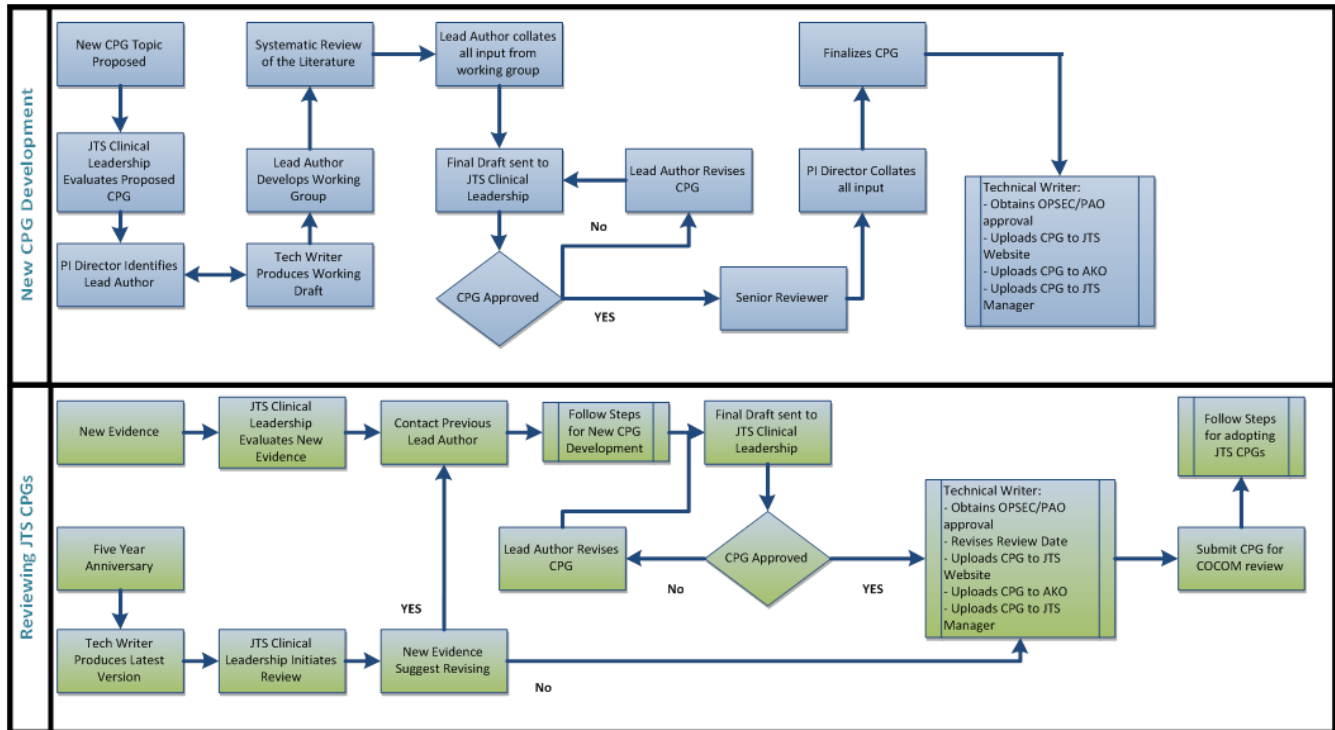 New CPG Development
New CPG Topic
Proposed
Systematic Review
of the Literature
Lead Author collates
all input from
working group
Finalizes CPG
JTS Clinical
Leadership
Evaluates Proposed
CPG
Lead Author
Develops Working
Group
Final Draft sent to
JTS Clinical
Leadership
Lead Author Revises
CPG
PI Director Collates
all input
Technical Writer:
- Obtains OPSEC/PAO
approval
- Uploads CPG to JTS
Website
- Uploads CPG to AKO
- Uploads CPG to JTS
Manager
No
PI Director Identifies
Lead Author
Tech Writer
Produces Working
Draft
CPG Approved
YES
Senior Reviewer
Reviewing JTS CPGs
New Evidence
JTS Clinical
Leadership
Evaluates New
Evidence
Contact Previous
Lead Author
Follow Steps
for New CPG
Development
Final Draft sent to
JTS Clinical
Leadership
Follow Steps
for adopting
JTS CPGs
Five Year
Anniversary
Lead Author Revises
CPG
No
CPG Approved
YES
Technical Writer:
- Obtains OPSEC/PAO
approval
- Revises Review Date
- Uploads CPG to JTS
Website
- Uploads CPG to AKO
- Uploads CPG to JTS
Manager
Submit CPG for
COCOM review
YES
Tech Writer
Produces Latest
Version
JTS Clinical
Leadership Initiates
Review
New Evidence
Suggest Revising
No